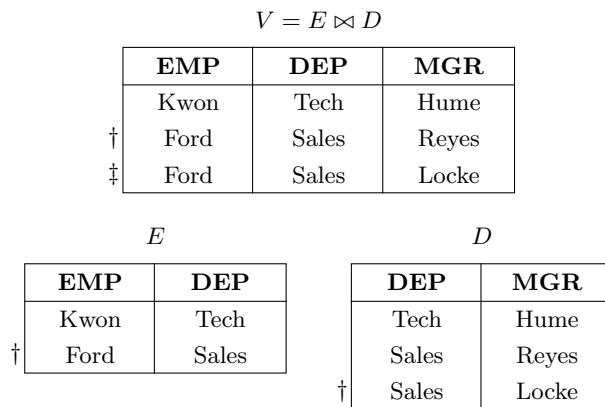 V = E ⋈ D
EMP DEP MGR
Kwon Tech Hume
† Ford Sales Reyes
‡ Ford Sales Locke
E
EMP DEP
Kwon Tech
† Ford Sales
D
DEP MGR
Tech Hume
Sales Reyes
† Sales Locke